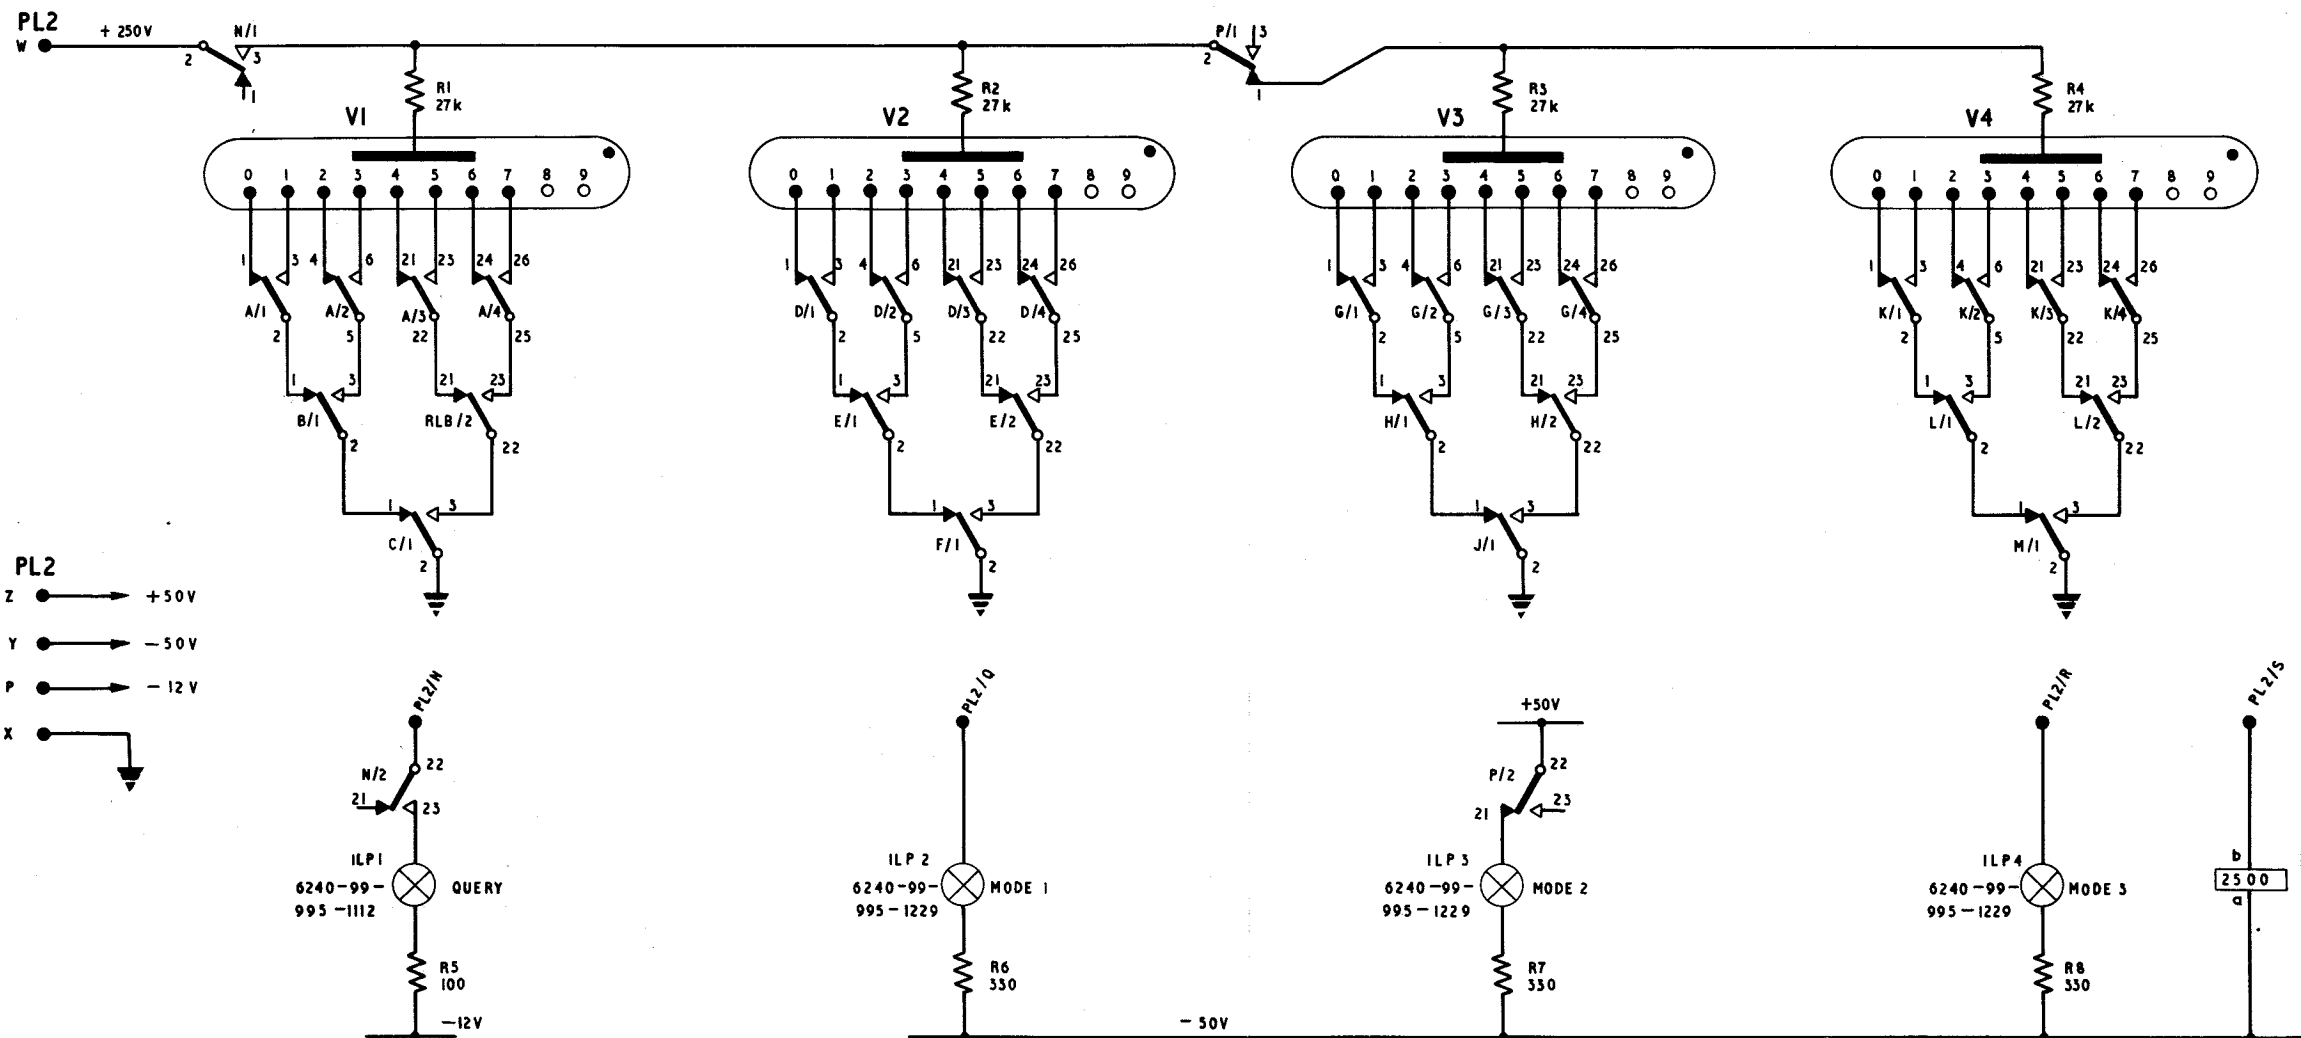 PL2
W
+ 250V
2
N/1
3
1
R1
27k
R2
27k
P/1
3
2
1
R3
27k
R4
27k
V1
V2
V3
V4
0 1 2 3 4 5 6 7 8 9
0 1 2 3 4 5 6 7 8 9
0 1 2 3 4 5 6 7 8 9
0 1 2 3 4 5 6 7 8 9
1 3 4 6 21 23 24 26
1 3 4 6 21 23 24 26
1 3 4 6 21 23 24 26
1 3 4 6 21 23 24 26
A/1 A/2 A/3 A/4
D/1 D/2 D/3 D/4
G/1 G/2 G/3 G/4
K/1 K/2 K/3 K/4
2 5 22 25
2 5 22 25
2 5 22 25
2 5 22 25
1 3 21 23
1 3 21 23
1 3 21 23
1 3 21 23
B/1 RLB/2
E/1 E/2
H/1 H/2
L/1 L/2
2 22
2 22
2 22
2 22
1 3
1 3
1 3
1 3
C/1
F/1
J/1
M/1
2
2
2
2
PL2
Z +50V
Y -50V
P -12V
X
PL2/N
N/2
22
21
23
ILP1
6240-99-
995-1112
QUERY
R5
100
-12V
PL2/Q
ILP2
6240-99-
995-1229
MODE 1
R6
330
-50V
+50V
P/2
22
21
23
ILP3
6240-99-
995-1229
MODE 2
R7
330
PL2/R
ILP4
6240-99-
995-1229
MODE 3
R8
330
PL2/S
b
2500
a